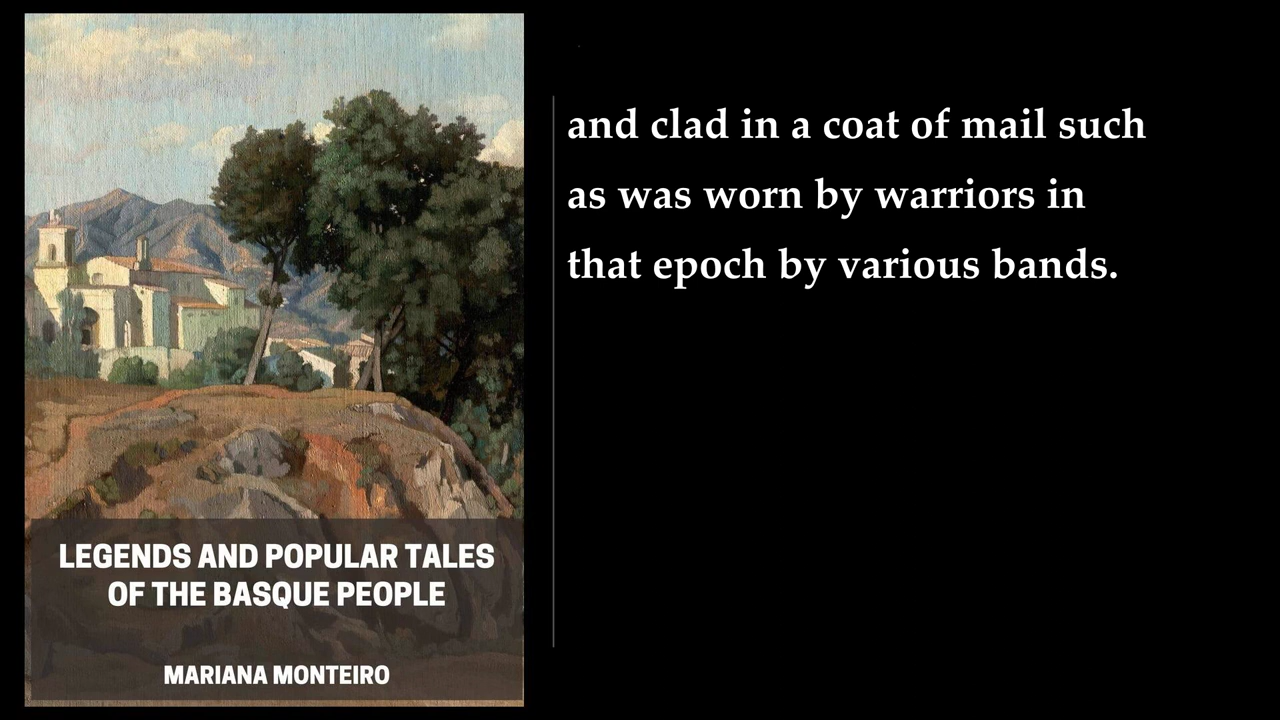 and clad in a coat of mail such
as was worn by warriors in
that epoch by various bands.
LEGENDS AND POPULAR TALES
OF THE BASQUE PEOPLE
MARIANA MONTEIRO